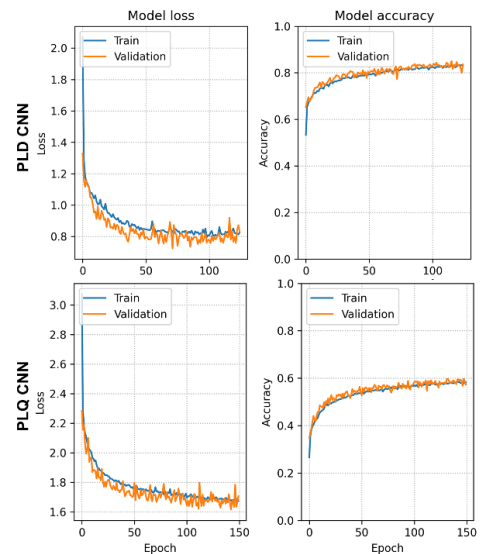 Model loss
Model accuracy
PLD CNN
Loss
2.0
1.8
1.6
1.4
1.2
1.0
0.8
Train
Validation
0
50
100
Accuracy
1.0
0.8
0.6
0.4
0.2
0.0
Train
Validation
0
50
100
PLQ CNN
Loss
3.0
2.8
2.6
2.4
2.2
2.0
1.8
1.6
Train
Validation
0
50
100
150
Epoch
Accuracy
1.0
0.8
0.6
0.4
0.2
0.0
Train
Validation
0
50
100
150
Epoch